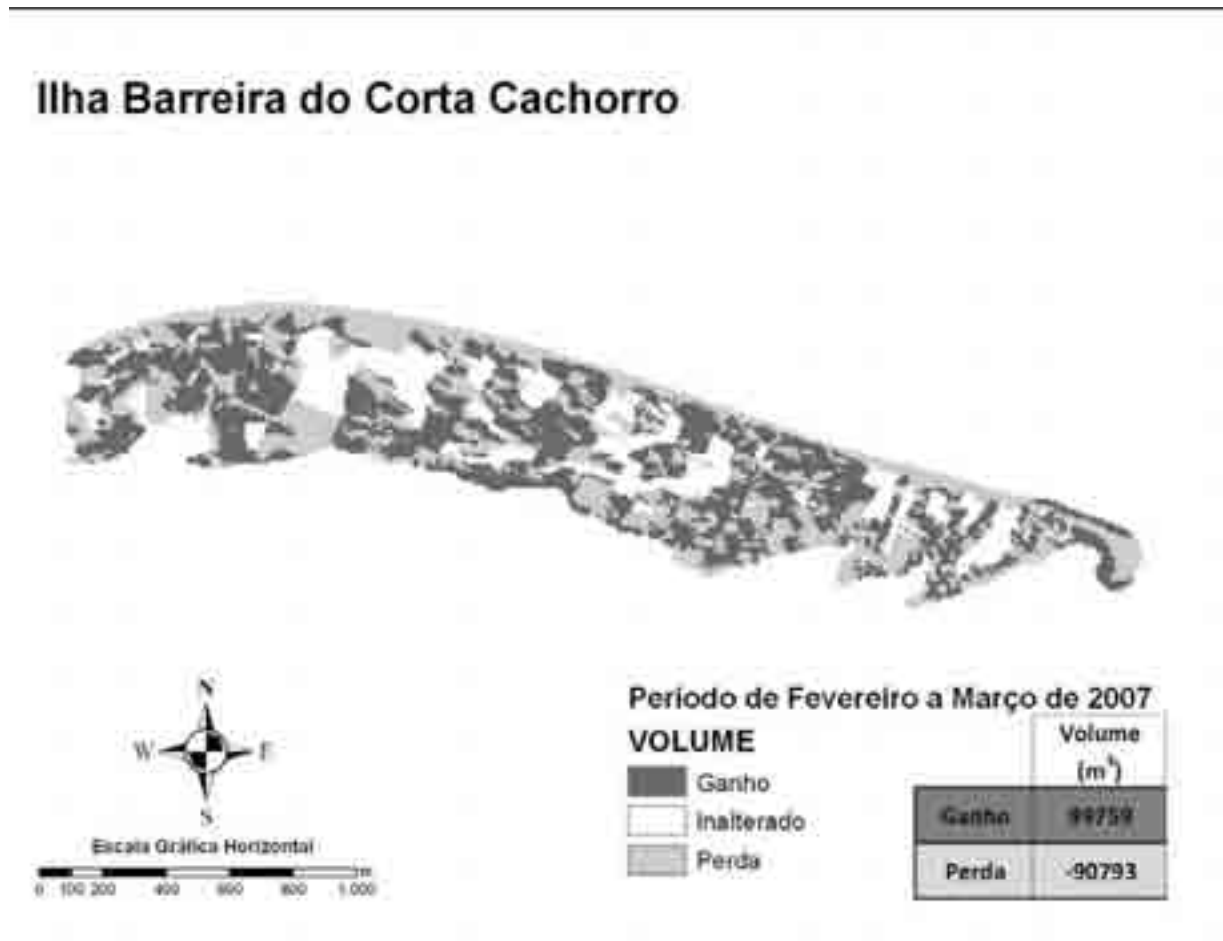 Ilha Barreira do Corta Cachorro
N
W E
S
Escala Gráfica Horizontal
m
0 100 200 400 600 800 1.000
Período de Fevereiro a Março de 2007
VOLUME
Ganho
Inalterado
Perda
Volume
(m³)
Ganho 99759
Perda -90793